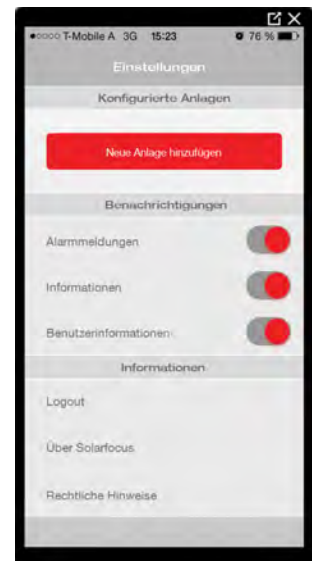 ●○○○○ T-Mobile A 3G 15:23 76 %
Einstellungen
Konfigurierte Anlagen
Neue Anlage hinzufügen
Benachrichtigungen
Alarmmeldungen
Informationen
Benutzerinformationen
Informationen
Logout
Über Solarfocus
Rechtliche Hinweise